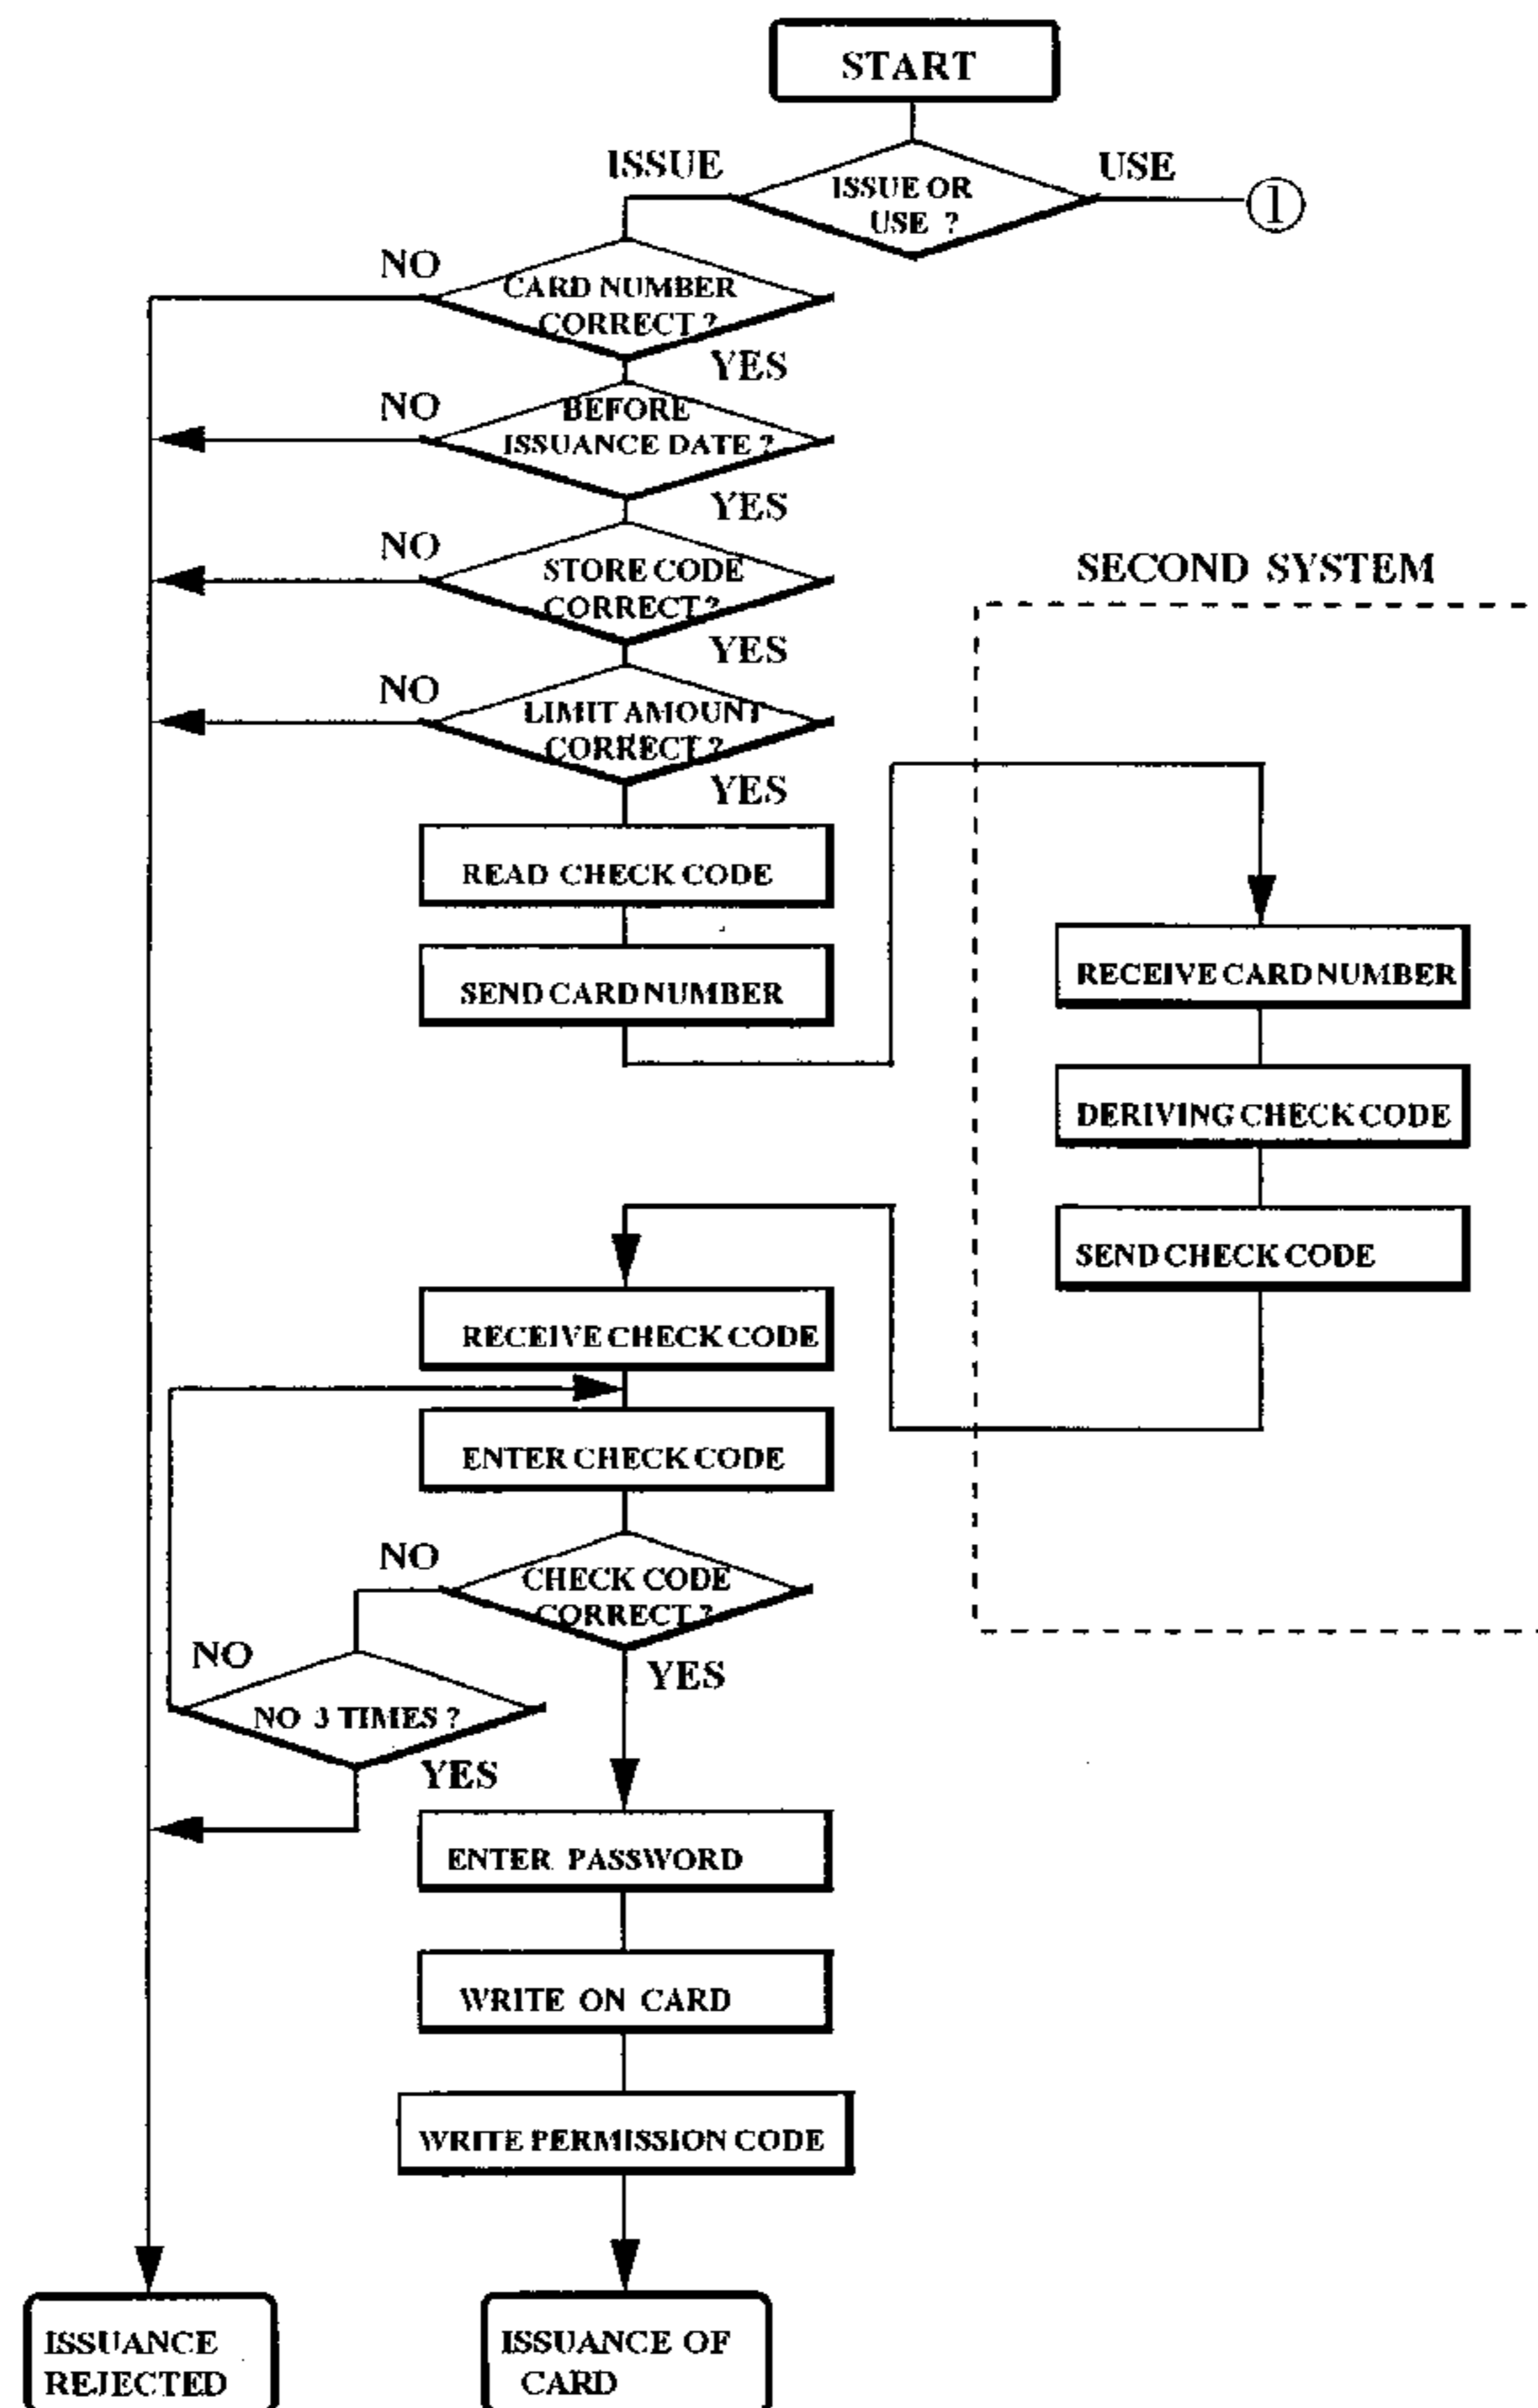 START
ISSUE
ISSUE OR
USE ?
USE
1
NO
CARD NUMBER
CORRECT ?
YES
NO
BEFORE
ISSUANCE DATE ?
YES
NO
STORE CODE
CORRECT ?
YES
NO
LIMIT AMOUNT
CORRECT ?
YES
READ CHECK CODE
SEND CARD NUMBER
SECOND SYSTEM
RECEIVE CARD NUMBER
DERIVING CHECK CODE
SEND CHECK CODE
RECEIVE CHECK CODE
ENTER CHECK CODE
NO
CHECK CODE
CORRECT ?
YES
NO
NO 3 TIMES ?
YES
ENTER PASSWORD
WRITE ON CARD
WRITE PERMISSION CODE
ISSUANCE
REJECTED
ISSUANCE OF
CARD